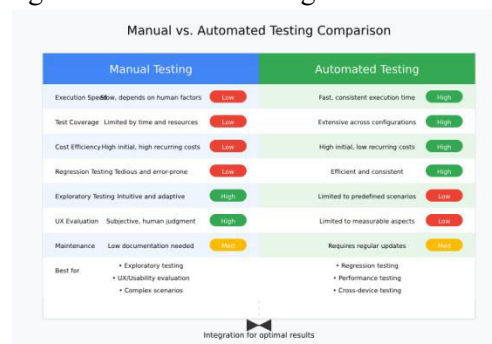 Manual vs. Automated Testing Comparison
Manual Testing Automated Testing
Execution Speed Slow, depends on human factors Low Fast, consistent execution time High
Test Coverage Limited by time and resources Low Extensive across configurations High
Cost Efficiency High initial, high recurring costs Low High initial, low recurring costs High
Regression Testing Tedious and error-prone Low Efficient and consistent High
Exploratory Testing Intuitive and adaptive High Limited to predefined scenarios Low
UX Evaluation Subjective, human judgment High Limited to measurable aspects Low
Maintenance Low documentation needed Med Requires regular updates Med
Best for
• Exploratory testing • Regression testing
• UX/Usability evaluation • Performance testing
• Complex scenarios • Cross-device testing
Integration for optimal results